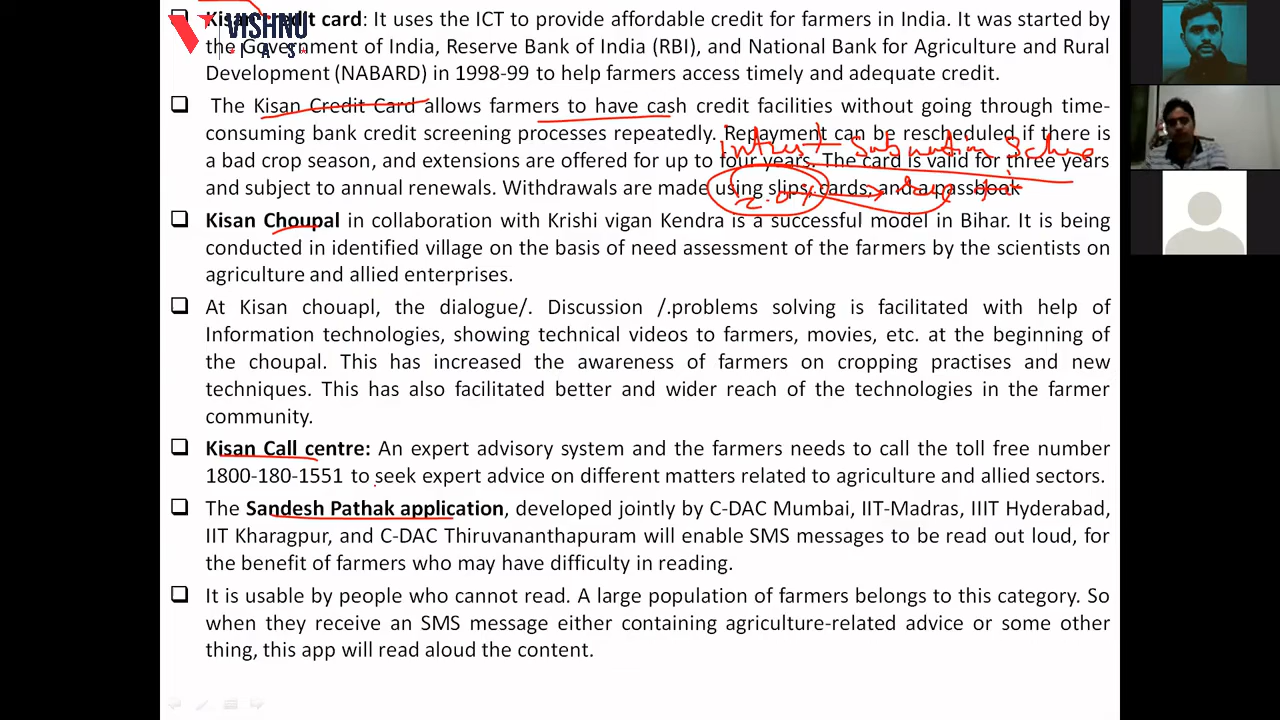 ❑ Kisan credit card: It uses the ICT to provide affordable credit for farmers in India. It was started by
VISHNU
IAS
the Government of India, Reserve Bank of India (RBI), and National Bank for Agriculture and Rural
Development (NABARD) in 1998-99 to help farmers access timely and adequate credit.
❑ The Kisan Credit Card allows farmers to have cash credit facilities without going through time-
consuming bank credit screening processes repeatedly. Repayment can be rescheduled if there is
a bad crop season, and extensions are offered for up to four years. The card is valid for three years
and subject to annual renewals. Withdrawals are made using slips, cards, and a passbook
Intrest Subvention Scheme
2.0%
❑ Kisan Choupal in collaboration with Krishi vigan Kendra is a successful model in Bihar. It is being
conducted in identified village on the basis of need assessment of the farmers by the scientists on
agriculture and allied enterprises.
❑ At Kisan chouapl, the dialogue/. Discussion /.problems solving is facilitated with help of
Information technologies, showing technical videos to farmers, movies, etc. at the beginning of
the choupal. This has increased the awareness of farmers on cropping practises and new
techniques. This has also facilitated better and wider reach of the technologies in the farmer
community.
❑ Kisan Call centre: An expert advisory system and the farmers needs to call the toll free number
1800-180-1551 to seek expert advice on different matters related to agriculture and allied sectors.
❑ The Sandesh Pathak application, developed jointly by C-DAC Mumbai, IIT-Madras, IIIT Hyderabad,
IIT Kharagpur, and C-DAC Thiruvananthapuram will enable SMS messages to be read out loud, for
the benefit of farmers who may have difficulty in reading.
❑ It is usable by people who cannot read. A large population of farmers belongs to this category. So
when they receive an SMS message either containing agriculture-related advice or some other
thing, this app will read aloud the content.